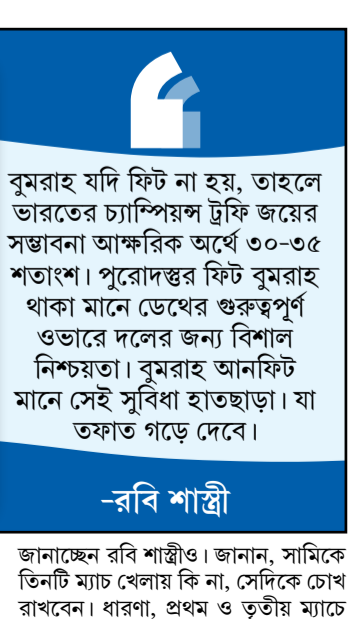 বুমরাহ যদি ফিট না হয়, তাহলে
ভারতের চ্যাম্পিয়ন্স ট্রফি জয়ের
সম্ভাবনা আক্ষরিক অর্থে ৩০-৩৫
শতাংশ। পুরোদস্তুর ফিট বুমরাহ
থাকা মানে ডেথের গুরুত্বপূর্ণ
ওভারে দলের জন্য বিশাল
নিশ্চয়তা। বুমরাহ আনফিট
মানে সেই সুবিধা হাতছাড়া। যা
তফাত গড়ে দেবে।
-রবি শাস্ত্রী
জানাচ্ছেন রবি শাস্ত্রীও। জানান, সামিকে
তিনটি ম্যাচ খেলায় কি না, সেদিকে চোখ
রাখবেন। ধারণা, প্রথম ও তৃতীয় ম্যাচে